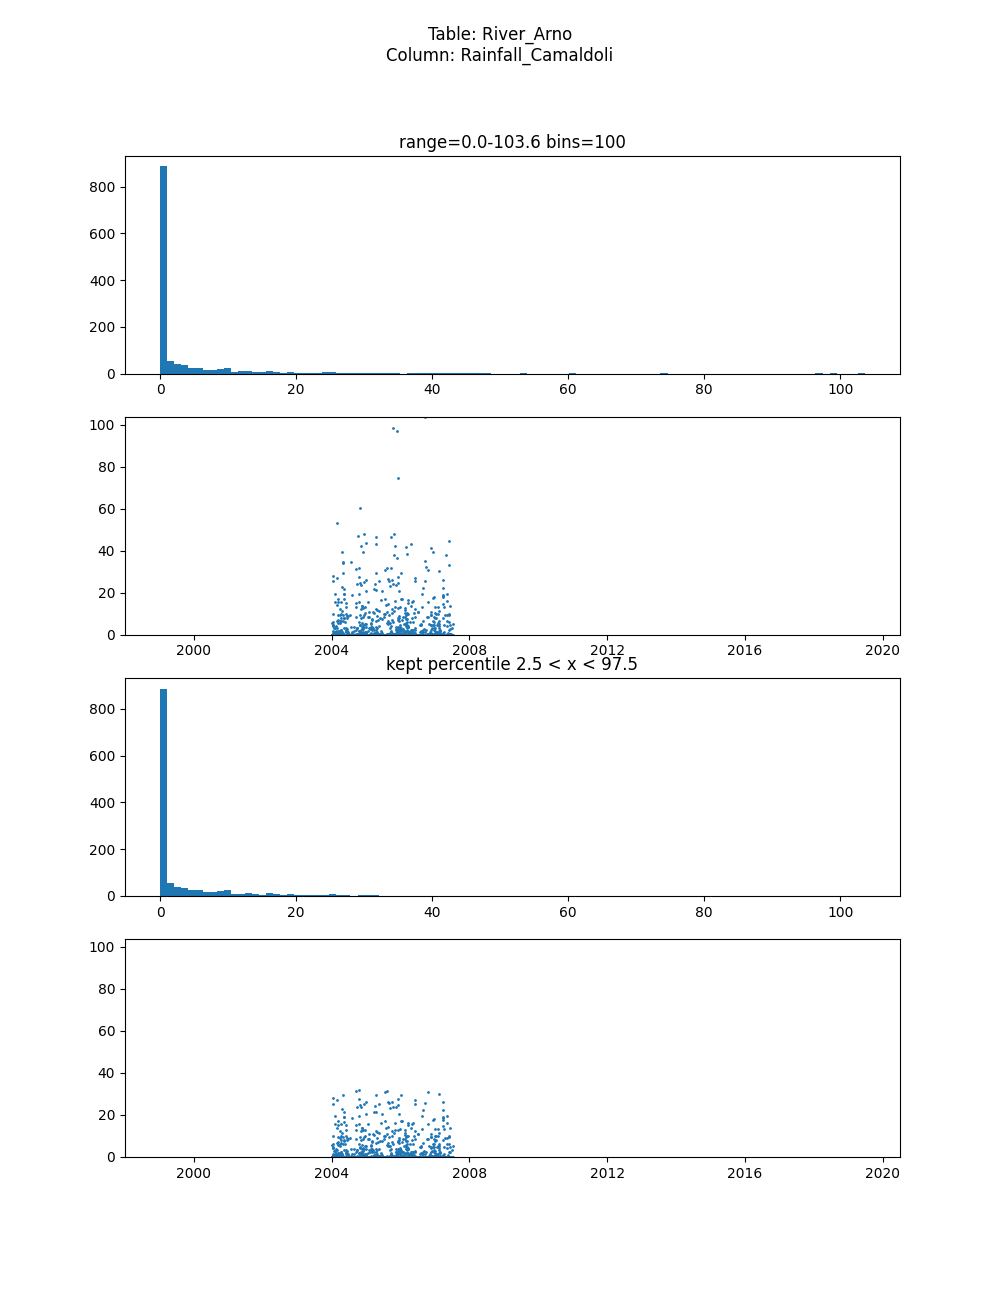 Table: River_Arno
Column: Rainfall_Camaldoli
range=0.0-103.6 bins=100
800
600
400
200
0
0 20 40 60 80 100
100
80
60
40
20
0
2000 2004 2008 2012 2016 2020
kept percentile 2.5 < x < 97.5
800
600
400
200
0
0 20 40 60 80 100
100
80
60
40
20
0
2000 2004 2008 2012 2016 2020